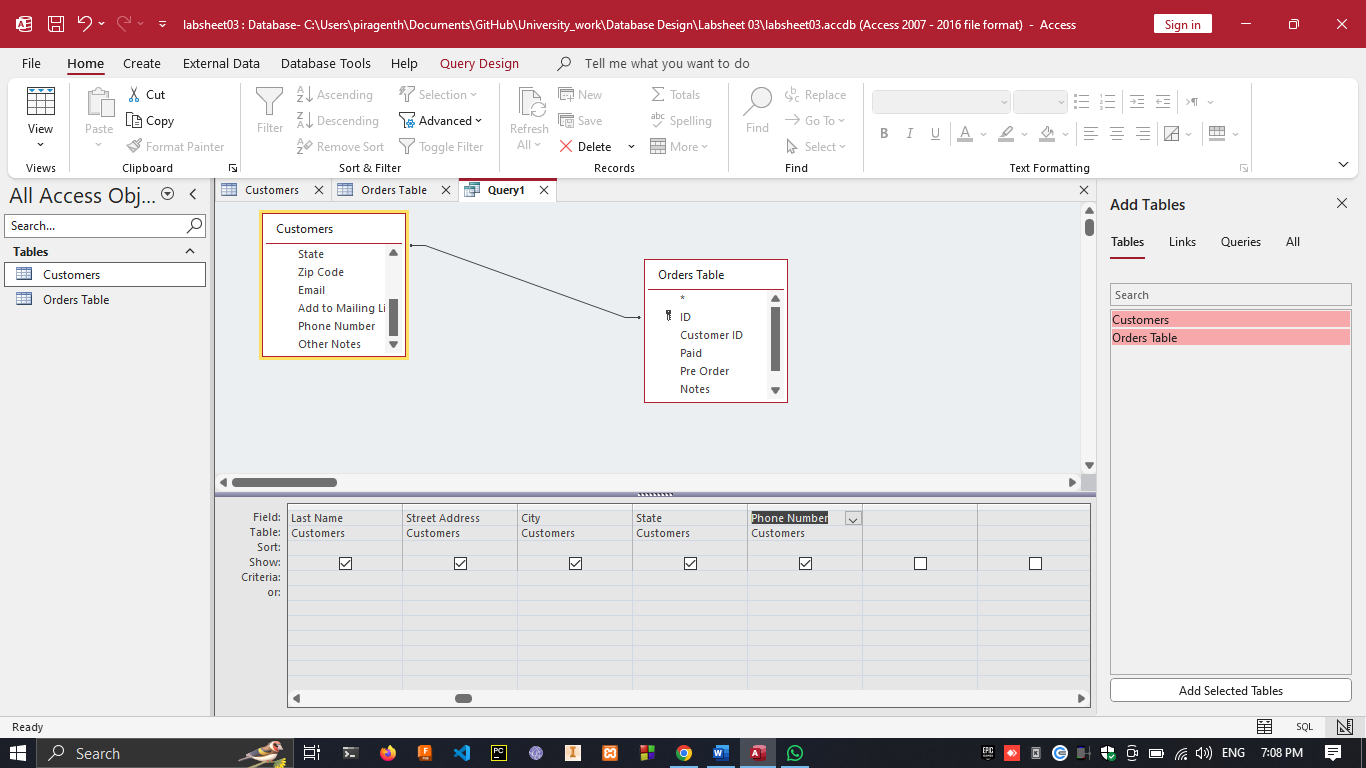 labsheet03 : Database- C:\Users\piragenth\Documents\GitHub\University_work\Database Design\Labsheet 03\labsheet03.accdb (Access 2007 - 2016 file format) - Access
Sign in
File Home Create External Data Database Tools Help Query Design Tell me what you want to do
View
Views
Paste
Cut
Copy
Format Painter
Clipboard
Filter
Ascending
Descending
Remove Sort
Selection
Advanced
Toggle Filter
Sort & Filter
Refresh
All
New
Save
Delete
Totals
Spelling
More
Records
Find
Replace
Go To
Select
Find
B I U A
Text Formatting
All Access Obj...
Search...
Tables
Customers
Orders Table
Customers Orders Table Query1
Customers
State
Zip Code
Email
Add to Mailing Li
Phone Number
Other Notes
Orders Table
*
ID
Customer ID
Paid
Pre Order
Notes
Field: Last Name Street Address City State Phone Number
Table: Customers Customers Customers Customers Customers
Sort:
Show:
Criteria:
or:
Add Tables
Tables Links Queries All
Search
Customers
Orders Table
Add Selected Tables
Ready
SQL
Search
ENG 7:08 PM